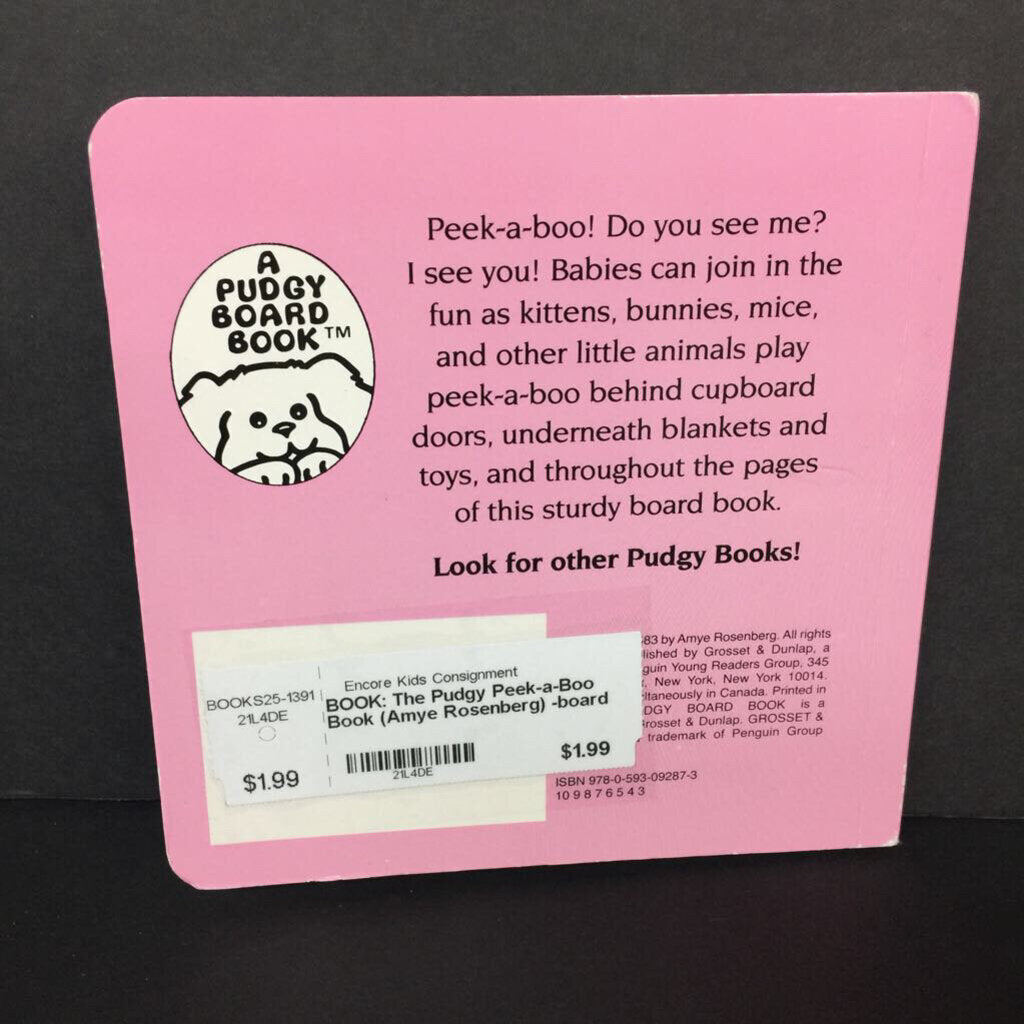 A
PUDGY
BOARD
BOOK™
Peek-a-boo! Do you see me?
I see you! Babies can join in the
fun as kittens, bunnies, mice,
and other little animals play
peek-a-boo behind cupboard
doors, underneath blankets and
toys, and throughout the pages
of this sturdy board book.
Look for other Pudgy Books!
83 by Amye Rosenberg. All rights
lished by Grosset & Dunlap, a
guin Young Readers Group, 345
, New York, New York 10014.
ltaneously in Canada. Printed in
DGY BOARD BOOK is a
Grosset & Dunlap. GROSSET &
trademark of Penguin Group
ISBN 978-0-593-09287-3
10 9 8 7 6 5 4 3
BOOKS25-1391
21L4DE
$1.99
Encore Kids Consignment
BOOK: The Pudgy Peek-a-Boo
Book (Amye Rosenberg) -board
21L4DE
$1.99